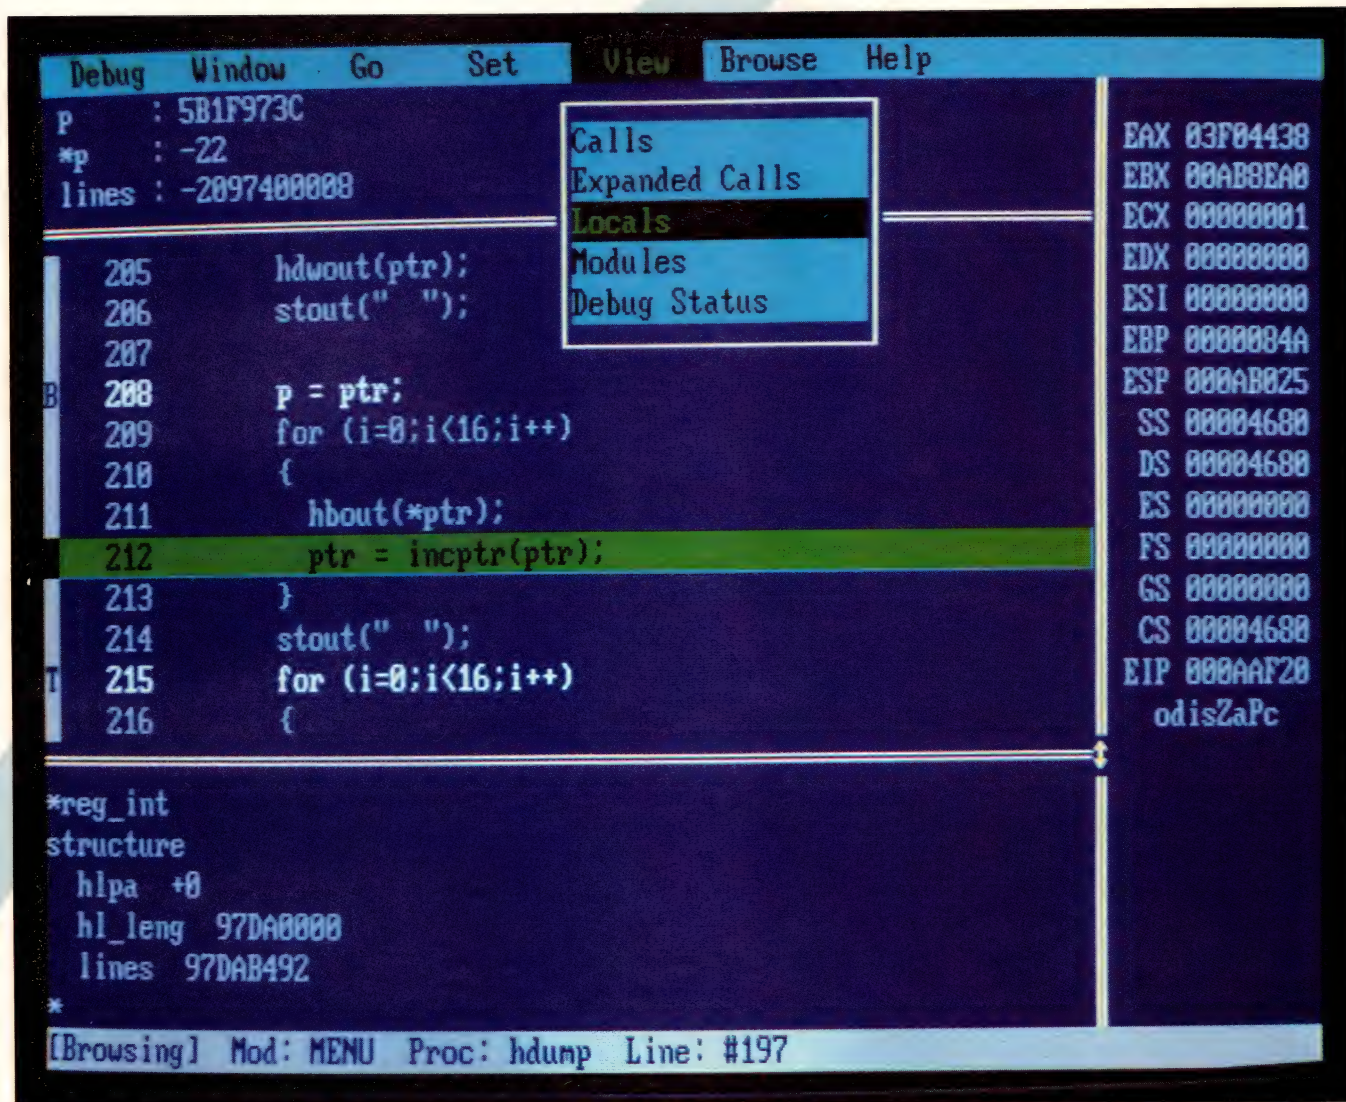 Debug Window Go Set View Browse Help
p : 5B1F973C
*p : -22
lines : -2097400008
Calls
Expanded Calls
Locals
Modules
Debug Status
205 hdwout(ptr);
206 stout("  ");
207
B 208 p = ptr;
209 for (i=0;i<16;i++)
210 {
211 hbout(*ptr);
212 ptr = incptr(ptr);
213 }
214 stout("  ");
T 215 for (i=0;i<16;i++)
216 {
EAX 03F04438
EBX 00AB8EA0
ECX 00000001
EDX 00000000
ESI 00000000
EBP 0000084A
ESP 000AB025
SS 00004680
DS 00004680
ES 00000000
FS 00000000
GS 00000000
CS 00004680
EIP 000AAF20
odisZaPc
*reg_int
structure
hlpa +0
hl_leng 97DA0000
lines 97DAB492
*
[Browsing] Mod: MENU Proc: hdump Line: #197